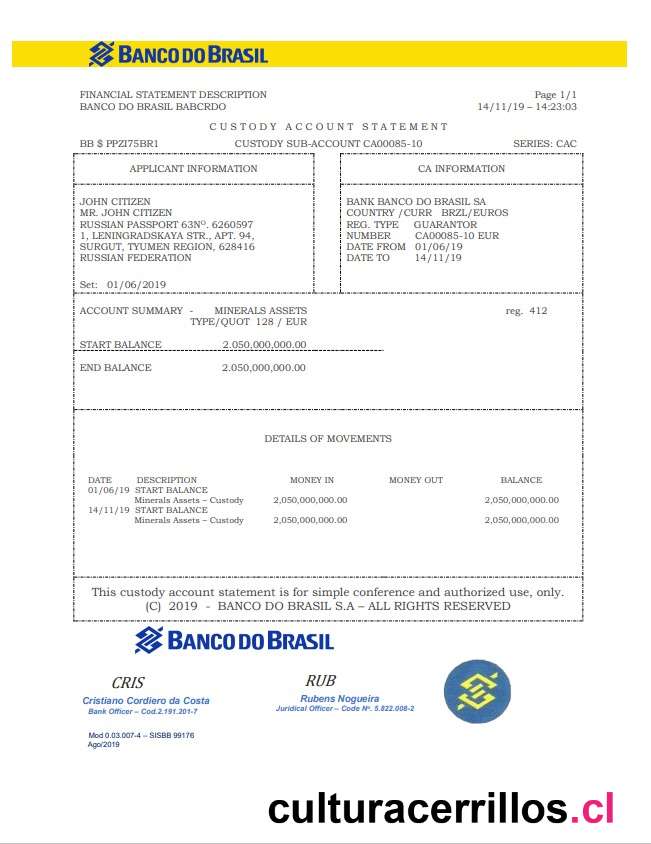 BANCO DO BRASIL
FINANCIAL STATEMENT DESCRIPTION Page 1/1
BANCO DO BRASIL BABCRDO 14/11/19 – 14:23:03
CUSTODY ACCOUNT STATEMENT
BB $ PPZI75BR1 CUSTODY SUB-ACCOUNT CA00085-10 SERIES: CAC
APPLICANT INFORMATION
JOHN CITIZEN
MR. JOHN CITIZEN
RUSSIAN PASSPORT 63Nº. 6260597
1, LENINGRADSKAYA STR., APT. 94,
SURGUT, TYUMEN REGION, 628416
RUSSIAN FEDERATION
Set: 01/06/2019
CA INFORMATION
BANK BANCO DO BRASIL SA
COUNTRY /CURR BRZL/EUROS
REG. TYPE GUARANTOR
NUMBER CA00085-10 EUR
DATE FROM 01/06/19
DATE TO 14/11/19
ACCOUNT SUMMARY - MINERALS ASSETS reg. 412
TYPE/QUOT 128 / EUR
START BALANCE 2.050,000,000.00
END BALANCE 2.050,000,000.00
DETAILS OF MOVEMENTS
DATE DESCRIPTION MONEY IN MONEY OUT BALANCE
01/06/19 START BALANCE
Minerals Assets – Custody 2,050,000,000.00 2,050,000,000.00
14/11/19 START BALANCE
Minerals Assets – Custody 2,050,000,000.00 2,050,000,000.00
This custody account statement is for simple conference and authorized use, only.
(C) 2019 - BANCO DO BRASIL S.A – ALL RIGHTS RESERVED
BANCO DO BRASIL
CRIS
Cristiano Cordiero da Costa
Bank Officer – Cod.2.191.201-7
RUB
Rubens Nogueira
Juridical Officer – Code Nº. 5.822.008-2
Mod 0.03.007-4 – SISBB 99176
Ago/2019
culturacerrillos.cl